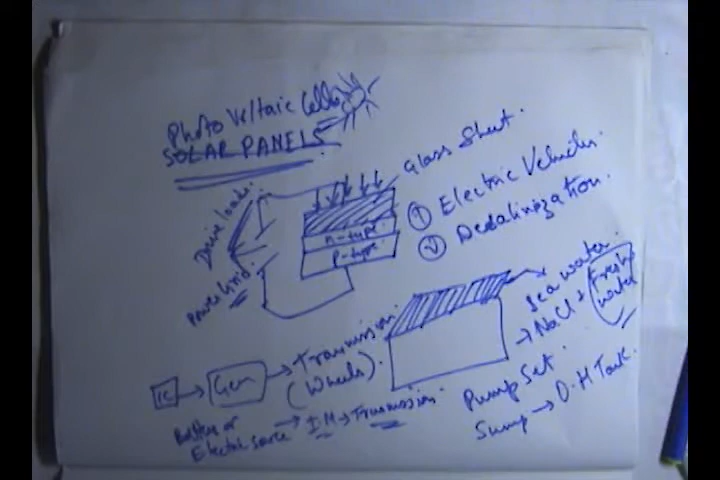 Photo Voltaic Cells
SOLAR PANELS
Glass Sheet.
n-type
p-type
Drive loads.
Power Grid
① Electric Vehicles.
② Desalinization.
Sea water.
→ NaCl + Fresh water
IC → Gen → Transmission
(Wheels).
Battery or
Electric source → I.M → Transmission.
Pump Set.
Sump → O.H Tank.